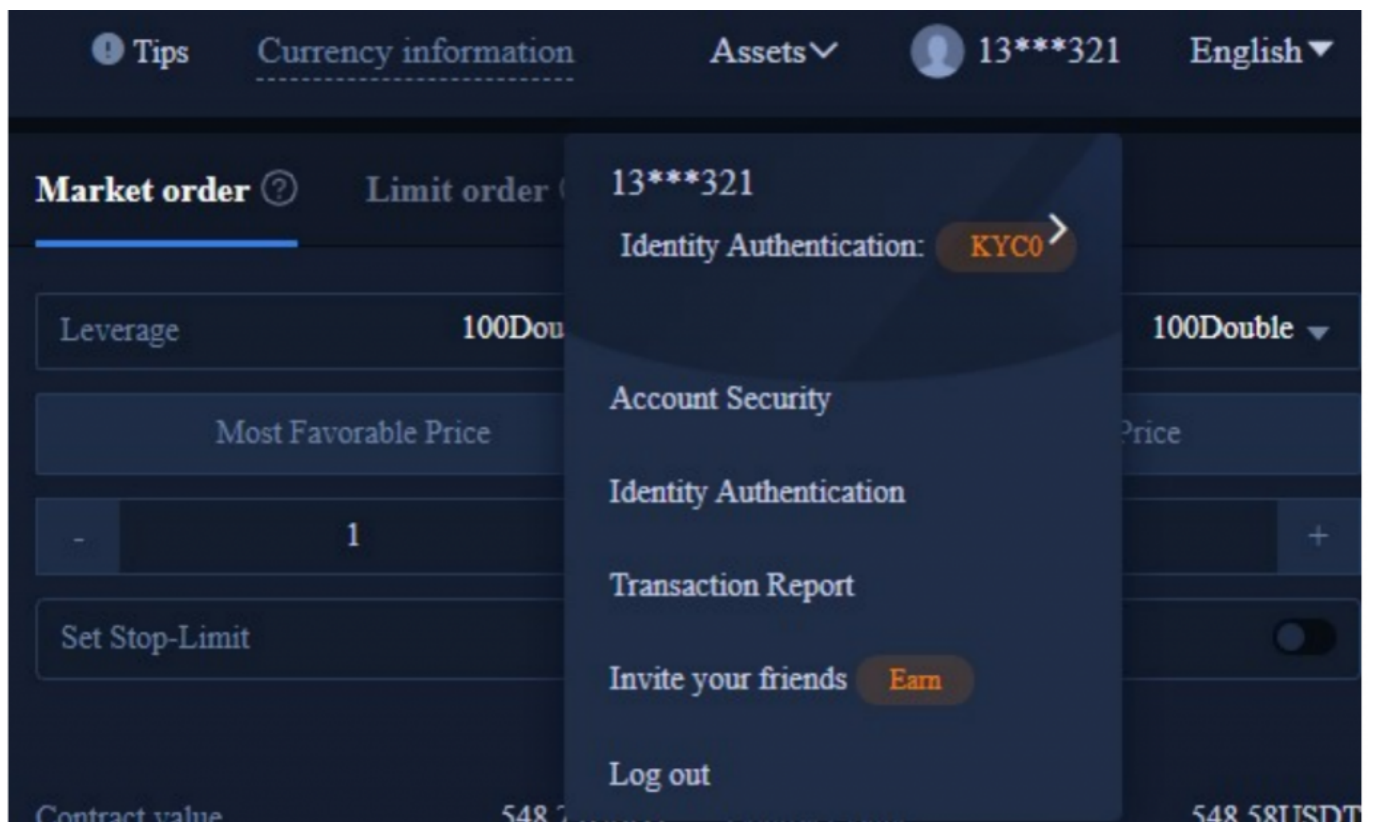 Tips Currency information Assets 13***321 English
Market order Limit order
13***321
Identity Authentication: KYC0
Leverage 100Dou 100Double
Account Security
Most Favorable Price Price
Identity Authentication
- 1 +
Transaction Report
Set Stop-Limit
Invite your friends Earn
Log out
Contract value 548. 548.58USDT